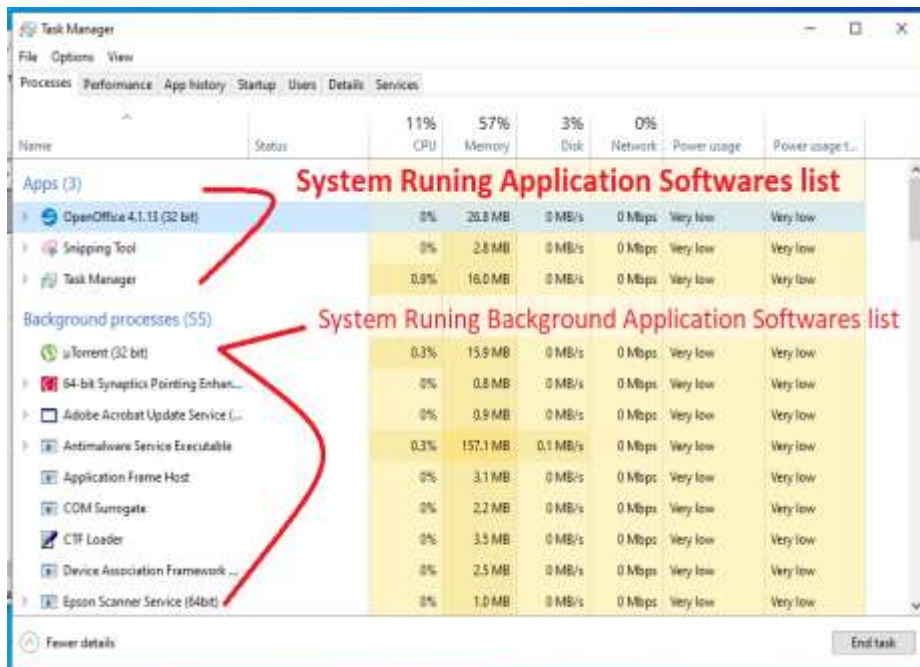 Task Manager
File Options View
Processes Performance App history Startup Users Details Services
11% 57% 3% 0%
Name Status CPU Memory Disk Network Power usage Power usage t...
Apps (3) System Runing Application Softwares list
OpenOffice 4.1.13 (32 bit) 0% 26.8 MB 0 MB/s 0 Mbps Very low Very low
Snipping Tool 0% 2.8 MB 0 MB/s 0 Mbps Very low Very low
Task Manager 0.9% 16.0 MB 0 MB/s 0 Mbps Very low Very low
Background processes (55) System Runing Background Application Softwares list
µTorrent (32 bit) 0.3% 15.9 MB 0 MB/s 0 Mbps Very low Very low
64-bit Synaptics Pointing Enhan... 0% 0.8 MB 0 MB/s 0 Mbps Very low Very low
Adobe Acrobat Update Service (... 0% 0.9 MB 0 MB/s 0 Mbps Very low Very low
Antimalware Service Executable 0.3% 157.1 MB 0.1 MB/s 0 Mbps Very low Very low
Application Frame Host 0% 3.1 MB 0 MB/s 0 Mbps Very low Very low
COM Surrogate 0% 2.2 MB 0 MB/s 0 Mbps Very low Very low
CTF Loader 0% 3.5 MB 0 MB/s 0 Mbps Very low Very low
Device Association Framework ... 0% 2.5 MB 0 MB/s 0 Mbps Very low Very low
Epson Scanner Service (64bit) 0% 1.0 MB 0 MB/s 0 Mbps Very low Very low
Fewer details End task